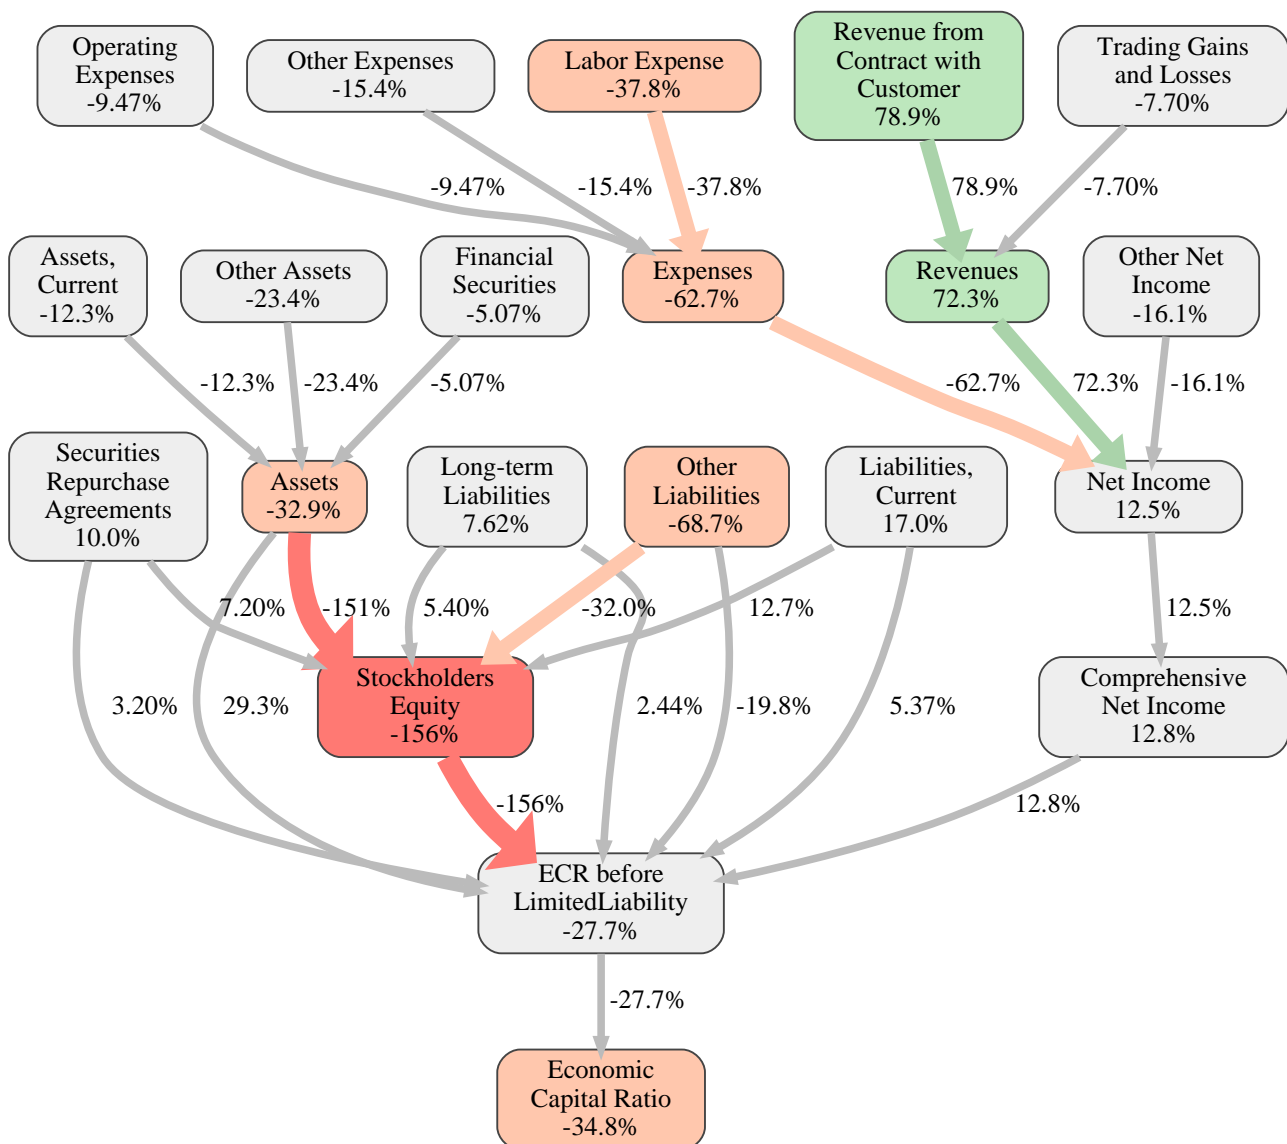 Operating
Expenses
-9.47%
Other Expenses
-15.4%
Labor Expense
-37.8%
Revenue from
Contract with
Customer
78.9%
Trading Gains
and Losses
-7.70%
-9.47%
-15.4%
-37.8%
78.9%
-7.70%
Assets,
Current
-12.3%
Other Assets
-23.4%
Financial
Securities
-5.07%
Expenses
-62.7%
Revenues
72.3%
Other Net
Income
-16.1%
-12.3%
-23.4%
-5.07%
-62.7%
72.3%
-16.1%
Securities
Repurchase
Agreements
10.0%
Assets
-32.9%
Long-term
Liabilities
7.62%
Other
Liabilities
-68.7%
Liabilities,
Current
17.0%
Net Income
12.5%
7.20%
-151%
5.40%
-32.0%
12.7%
12.5%
Stockholders
Equity
-156%
Comprehensive
Net Income
12.8%
3.20%
29.3%
2.44%
-19.8%
5.37%
-156%
12.8%
ECR before
LimitedLiability
-27.7%
-27.7%
Economic
Capital Ratio
-34.8%